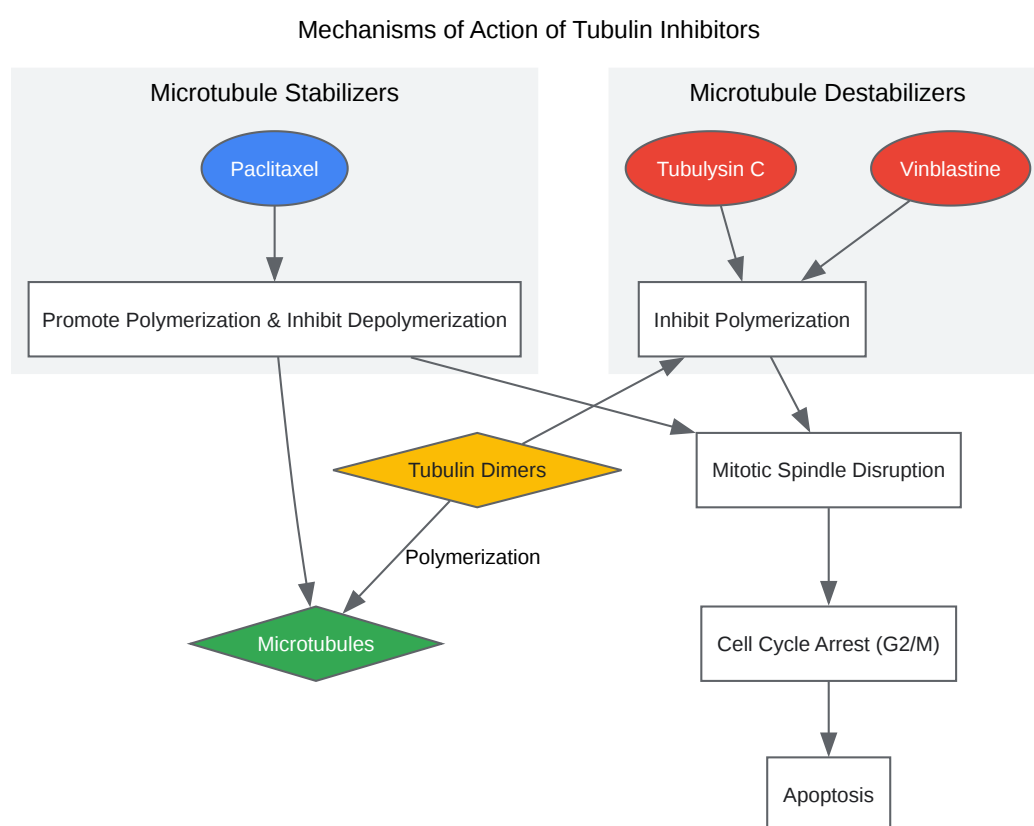 Mechanisms of Action of Tubulin Inhibitors
Microtubule Stabilizers
Microtubule Destabilizers
Paclitaxel
Tubulysin C
Vinblastine
Promote Polymerization & Inhibit Depolymerization
Inhibit Polymerization
Tubulin Dimers
Mitotic Spindle Disruption
Polymerization
Microtubules
Cell Cycle Arrest (G2/M)
Apoptosis